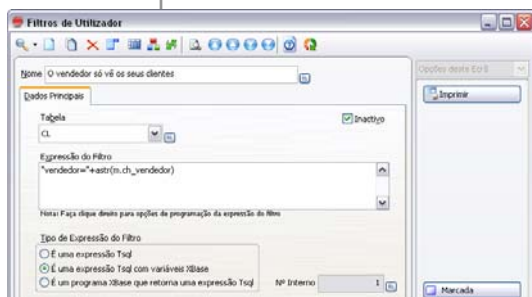 Filtros de Utilizador
Opções deste Ecrã
Nome O vendedor só vê os seus clientes
Imprimir
Dados Principais
Tabela
Inactivo
CL
Expressão do Filtro
"vendedor="+astr(m.ch_vendedor)
Nota: Faça clique direito para opções de programação da expressão do filtro
Tipo de Expressão do Filtro
É uma expressão Tsql
É uma expressão Tsql com variáveis XBase
É um programa XBase que retorna uma expressão Tsql
Nº Interno 1
Marcada